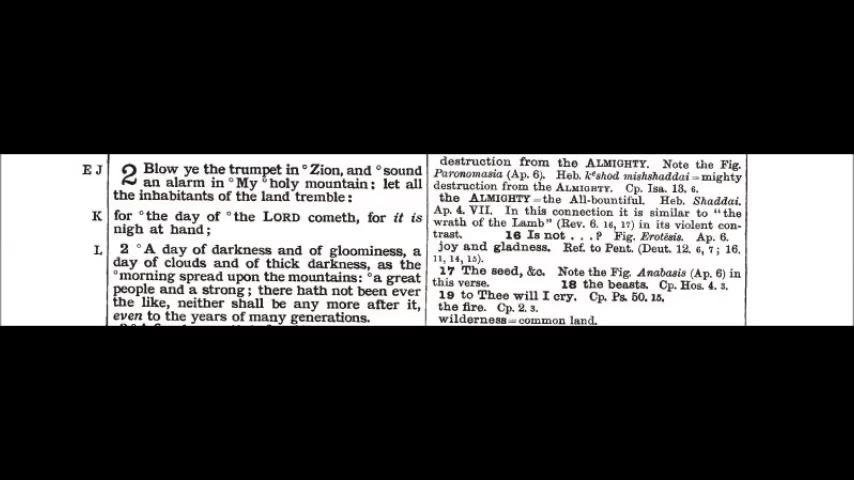 E J
2 Blow ye the trumpet in °Zion, and °sound
an alarm in °My °holy mountain: let all
the inhabitants of the land tremble:
K
for °the day of °the LORD cometh, for it is
nigh at hand;
L
2 °A day of darkness and of gloominess, a
day of clouds and of thick darkness, as the
°morning spread upon the mountains: °a great
people and a strong; there hath not been ever
the like, neither shall be any more after it,
even to the years of many generations.
destruction from the ALMIGHTY. Note the Fig.
Paronomasia (Ap. 6). Heb. keshod mishshaddai = mighty
destruction from the ALMIGHTY. Cp. Isa. 13. 6.
the ALMIGHTY = the All-bountiful. Heb. Shaddai.
Ap. 4. VII. In this connection it is similar to "the
wrath of the Lamb" (Rev. 6. 16, 17) in its violent con-
trast. 16 Is not . . . ? Fig. Erotēsis. Ap. 6.
joy and gladness. Ref. to Pent. (Deut. 12. 6, 7; 16.
11, 14, 15).
17 The seed, &c. Note the Fig. Anabasis (Ap. 6) in
this verse. 18 the beasts. Cp. Hos. 4. 3.
19 to Thee will I cry. Cp. Ps. 50. 15.
the fire. Cp. 2. 3.
wilderness = common land.